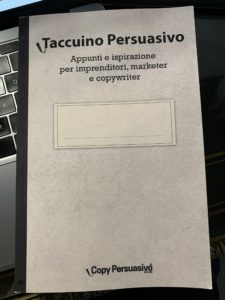 Taccuino Persuasivo
Appunti e ispirazione
per imprenditori, marketer
e copywriter
Copy Persuasivo